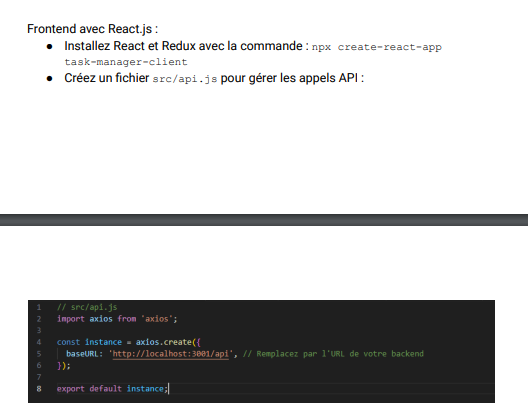 Frontend avec React.js :
● Installez React et Redux avec la commande : npx create-react-app
task-manager-client
● Créez un fichier src/api.js pour gérer les appels API :
1 // src/api.js
2 import axios from 'axios';
3
4 const instance = axios.create({
5 baseURL: 'http://localhost:3001/api', // Remplacez par l'URL de votre backend
6 });
7
8 export default instance;